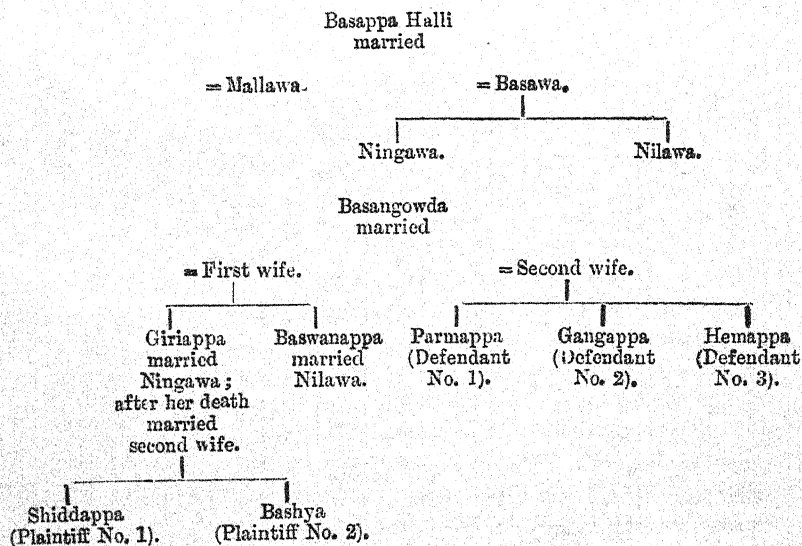 Basappa Halli
married
= Mallawa.
= Basawa.
Ningawa.
Nilawa.
Basangowda
married
= First wife.
= Second wife.
Giriappa
married
Ningawa ;
after her death
married
second wife.
Baswanappa
married
Nilawa.
Parmappa
(Defendant
No. 1).
Gangappa
(Defendant
No. 2).
Hemappa
(Defendant
No. 3).
Shiddappa
(Plaintiff No. 1).
Bashya
(Plaintiff No. 2).